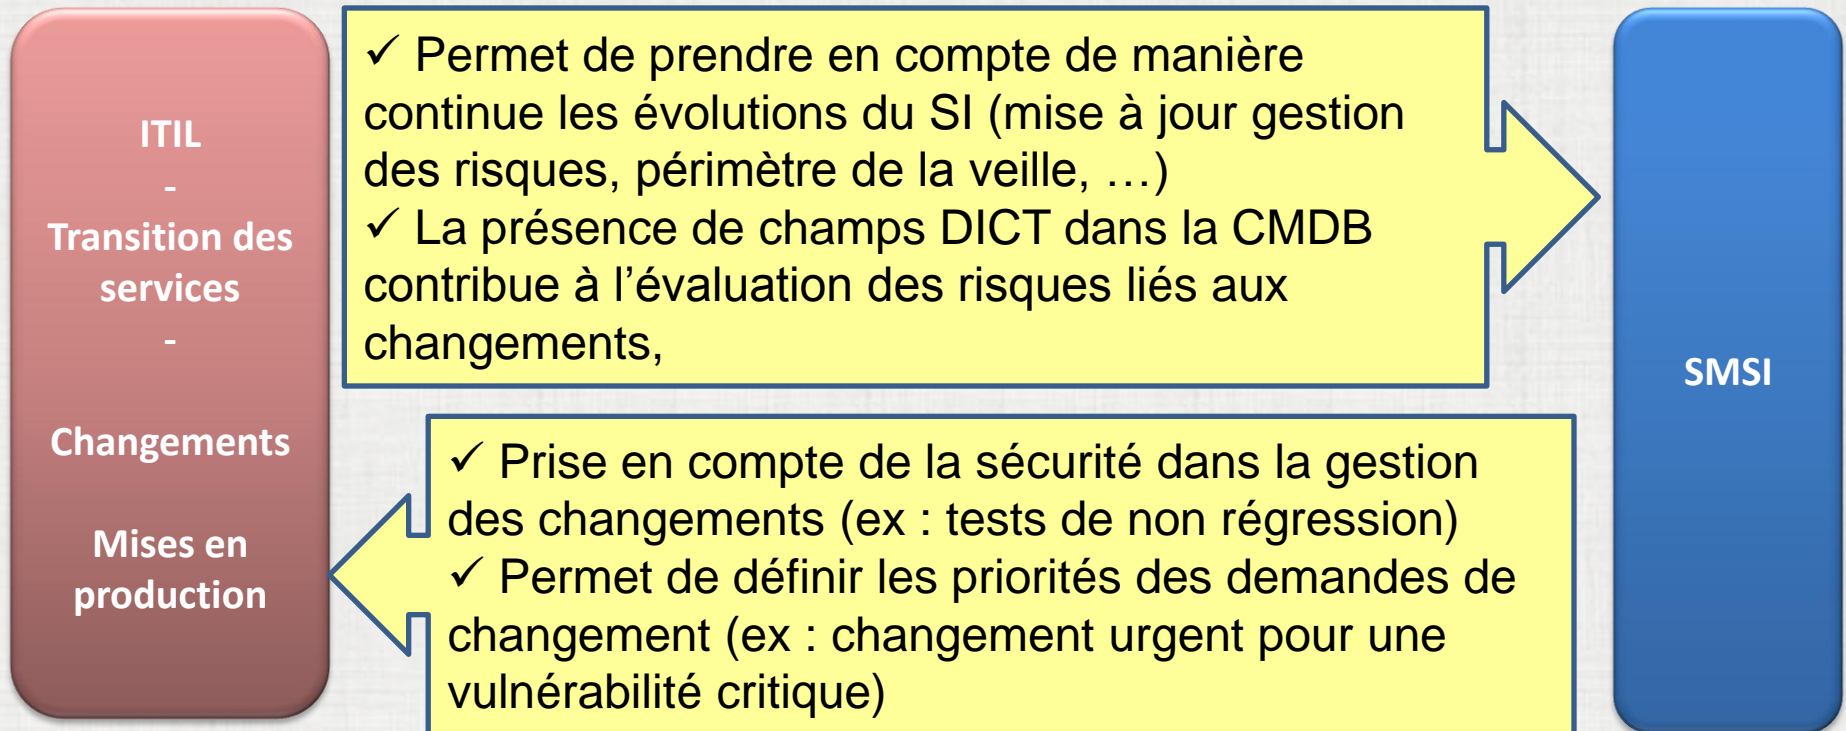 ITIL
-
Transition des
services
-
Changements
Mises en
production
✓ Permet de prendre en compte de manière
continue les évolutions du SI (mise à jour gestion
des risques, périmètre de la veille, …)
✓ La présence de champs DICT dans la CMDB
contribue à l’évaluation des risques liés aux
changements,
✓ Prise en compte de la sécurité dans la gestion
des changements (ex : tests de non régression)
✓ Permet de définir les priorités des demandes de
changement (ex : changement urgent pour une
vulnérabilité critique)
SMSI